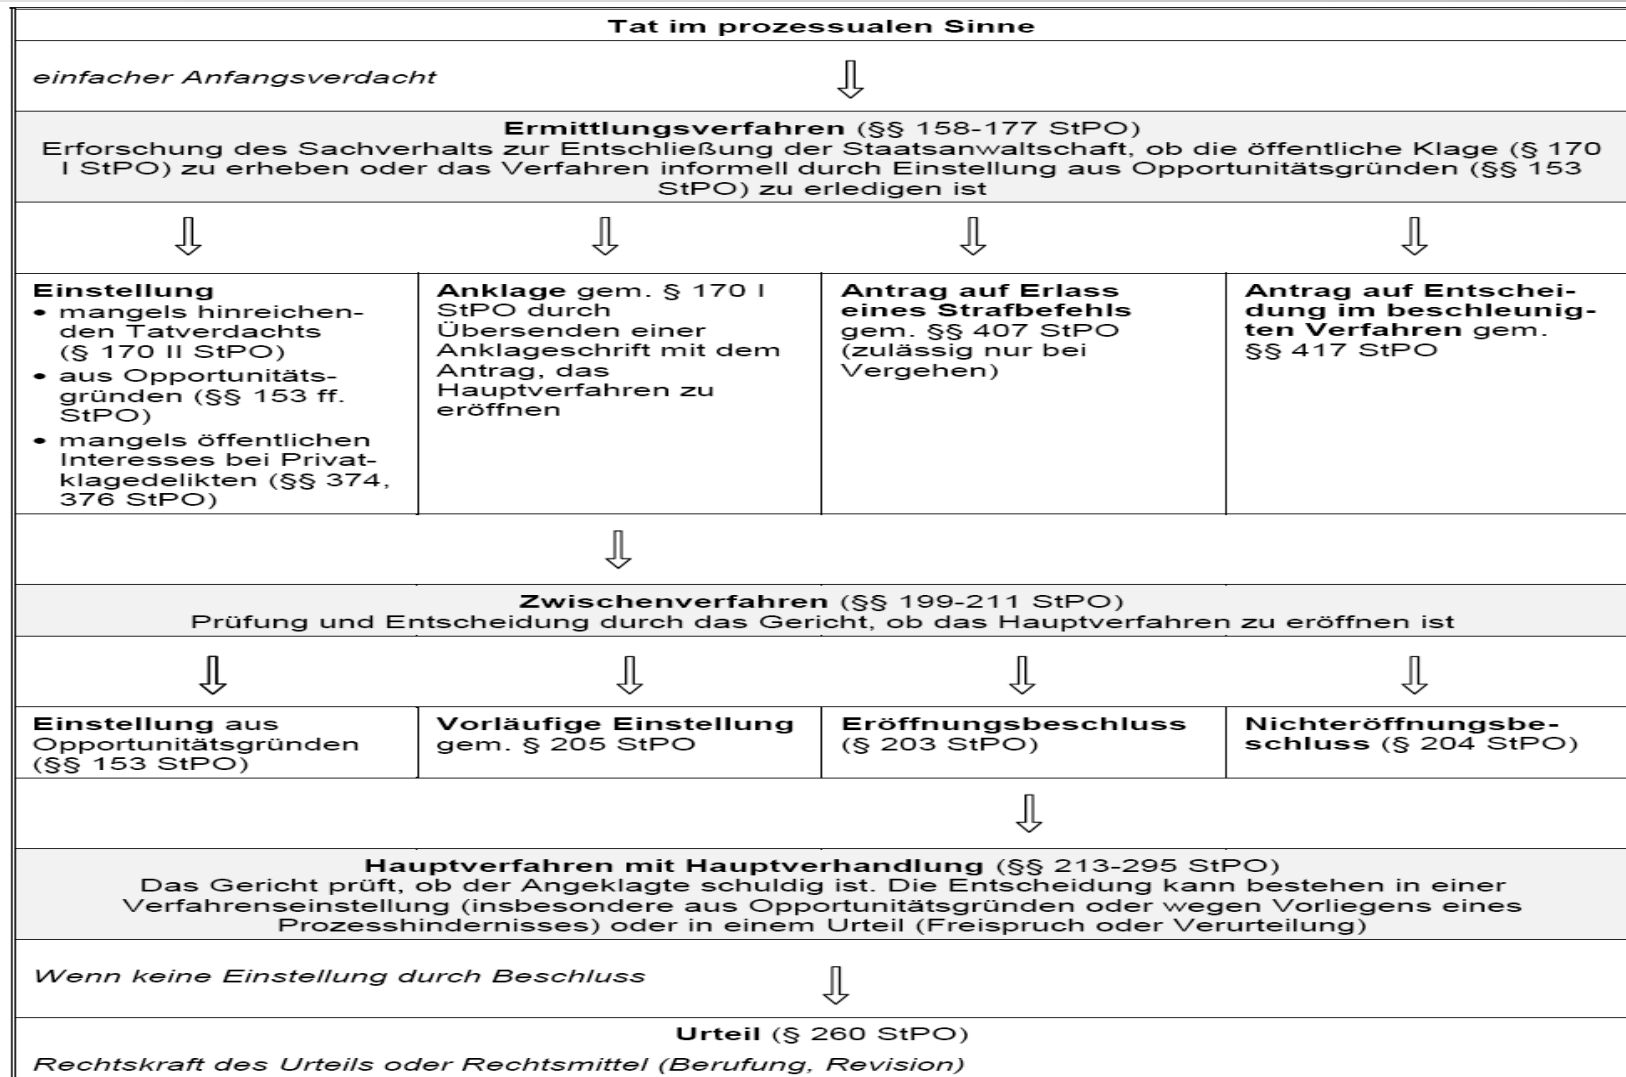 Tat im prozessualen Sinne
einfacher Anfangsverdacht
Ermittlungsverfahren (§§ 158-177 StPO)
Erforschung des Sachverhalts zur Entschließung der Staatsanwaltschaft, ob die öffentliche Klage (§ 170
I StPO) zu erheben oder das Verfahren informell durch Einstellung aus Opportunitätsgründen (§§ 153
StPO) zu erledigen ist
Einstellung
• mangels hinreichen-
den Tatverdachts
(§ 170 II StPO)
• aus Opportunitäts-
gründen (§§ 153 ff.
StPO)
• mangels öffentlichen
Interesses bei Privat-
klagedelikten (§§ 374,
376 StPO)
Anklage gem. § 170 I
StPO durch
Übersenden einer
Anklageschrift mit dem
Antrag, das
Hauptverfahren zu
eröffnen
Antrag auf Erlass
eines Strafbefehls
gem. §§ 407 StPO
(zulässig nur bei
Vergehen)
Antrag auf Entschei-
dung im beschleunig-
ten Verfahren gem.
§§ 417 StPO
Zwischenverfahren (§§ 199-211 StPO)
Prüfung und Entscheidung durch das Gericht, ob das Hauptverfahren zu eröffnen ist
Einstellung aus
Opportunitätsgründen
(§§ 153 StPO)
Vorläufige Einstellung
gem. § 205 StPO
Eröffnungsbeschluss
(§ 203 StPO)
Nichteröffnungsbe-
schluss (§ 204 StPO)
Hauptverfahren mit Hauptverhandlung (§§ 213-295 StPO)
Das Gericht prüft, ob der Angeklagte schuldig ist. Die Entscheidung kann bestehen in einer
Verfahrenseinstellung (insbesondere aus Opportunitätsgründen oder wegen Vorliegens eines
Prozesshindernisses) oder in einem Urteil (Freispruch oder Verurteilung)
Wenn keine Einstellung durch Beschluss
Urteil (§ 260 StPO)
Rechtskraft des Urteils oder Rechtsmittel (Berufung, Revision)